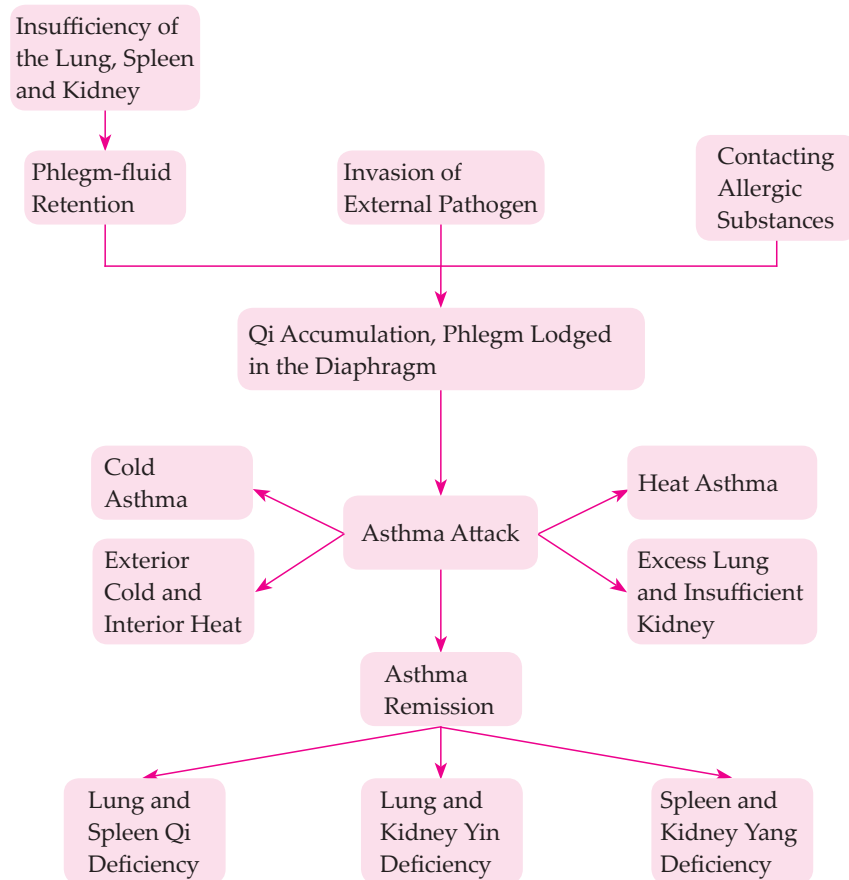 Insufficiency of
the Lung, Spleen
and Kidney
Phlegm-fluid
Retention
Invasion of
External Pathogen
Contacting
Allergic
Substances
Qi Accumulation, Phlegm Lodged
in the Diaphragm
Cold
Asthma
Heat Asthma
Asthma Attack
Exterior
Cold and
Interior Heat
Excess Lung
and Insufficient
Kidney
Asthma
Remission
Lung and
Spleen Qi
Deficiency
Lung and
Kidney Yin
Deficiency
Spleen and
Kidney Yang
Deficiency